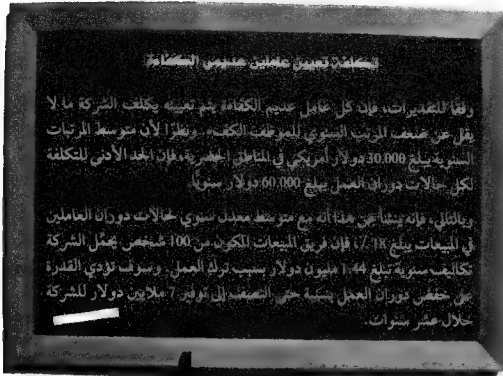 تكلفة تعيين عاملين عديمي الكفاءة
وفقًا للتقديرات، فإن كل عامل عديم الكفاءة يتم تعيينه يكلف الشركة ما لا
يقل عن ضعف المرتب السنوي للموظف الكفء. ونظرًا لأن متوسط المرتبات
السنوية يبلغ 30.000 دولار أمريكي في المناطق الحضرية، فإن الحد الأدنى للتكلفة
لكل حالات دوران العمل يبلغ 60.000 دولار سنويًا.
وبالتالي، فإنه ينشأ عن هذا أنه مع متوسط معدل سنوي لحالات دوران العاملين
في المبيعات يبلغ 18٪، فإن فريق المبيعات المكون من 100 شخص يحمّل الشركة
تكاليف سنوية تبلغ 1.44 مليون دولار بسبب ترك العمل. وسوف تؤدي القدرة
على خفض دوران العمل بنسبة حتى النصف إلى توفير 7 ملايين دولار للشركة
خلال عشر سنوات.